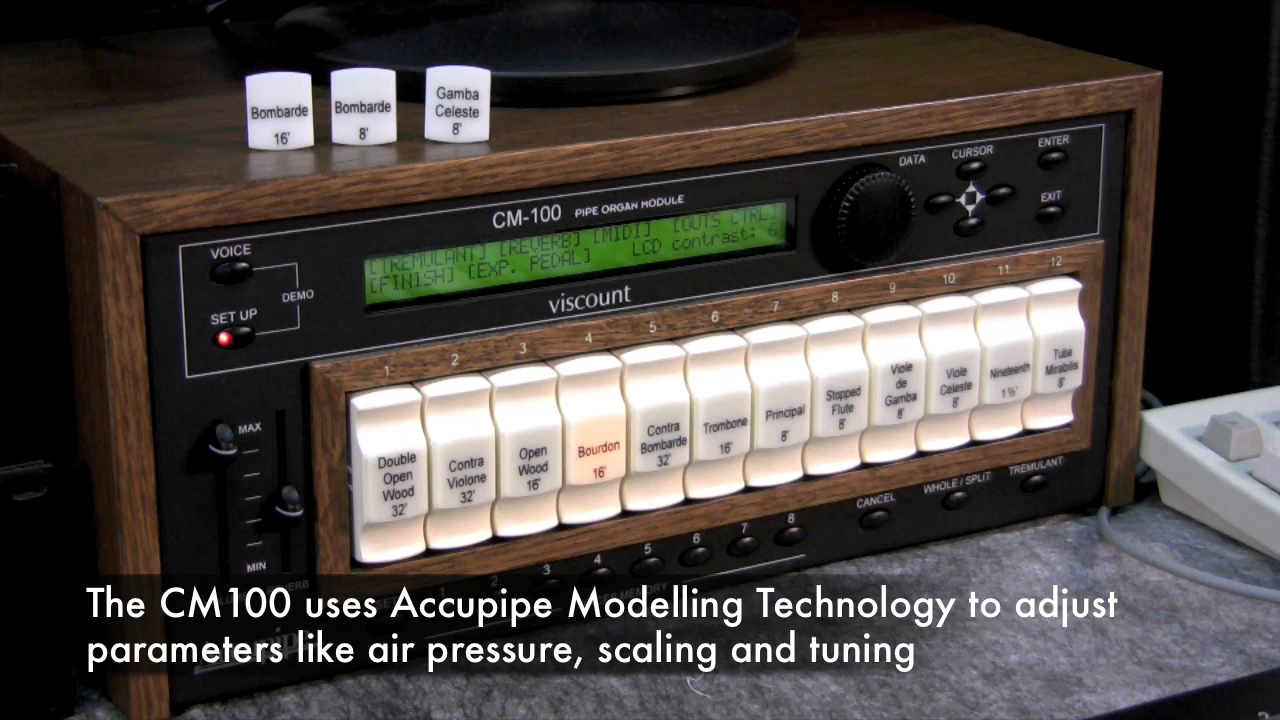 Bombarde
16'
Bombarde
8'
Gamba
Celeste
8'
VOICE
SET UP
DEMO
CM-100 PIPE ORGAN MODULE
[TREMULANT] [REVERB] [MIDI] [OUTS CTRL]
[FINISH] [EXP. PEDAL] LCD contrast: 6
viscount
DATA
CURSOR
ENTER
EXIT
1 2 3 4 5 6 7 8 9 10 11 12
Double
Open
Wood
32'
Contra
Violone
32'
Open
Wood
16'
Bourdon
16'
Contra
Bombarde
32'
Trombone
16'
Principal
8'
Stopped
Flute
8'
Viole
de
Gamba
8'
Viole
Celeste
8'
Nineteenth
1 ⅓'
Tuba
Mirabilis
8'
MAX
MIN
1 2 3 4 5 6 7 8
CANCEL
WHOLE / SPLIT
TREMULANT
The CM100 uses Accupipe Modelling Technology to adjust
parameters like air pressure, scaling and tuning